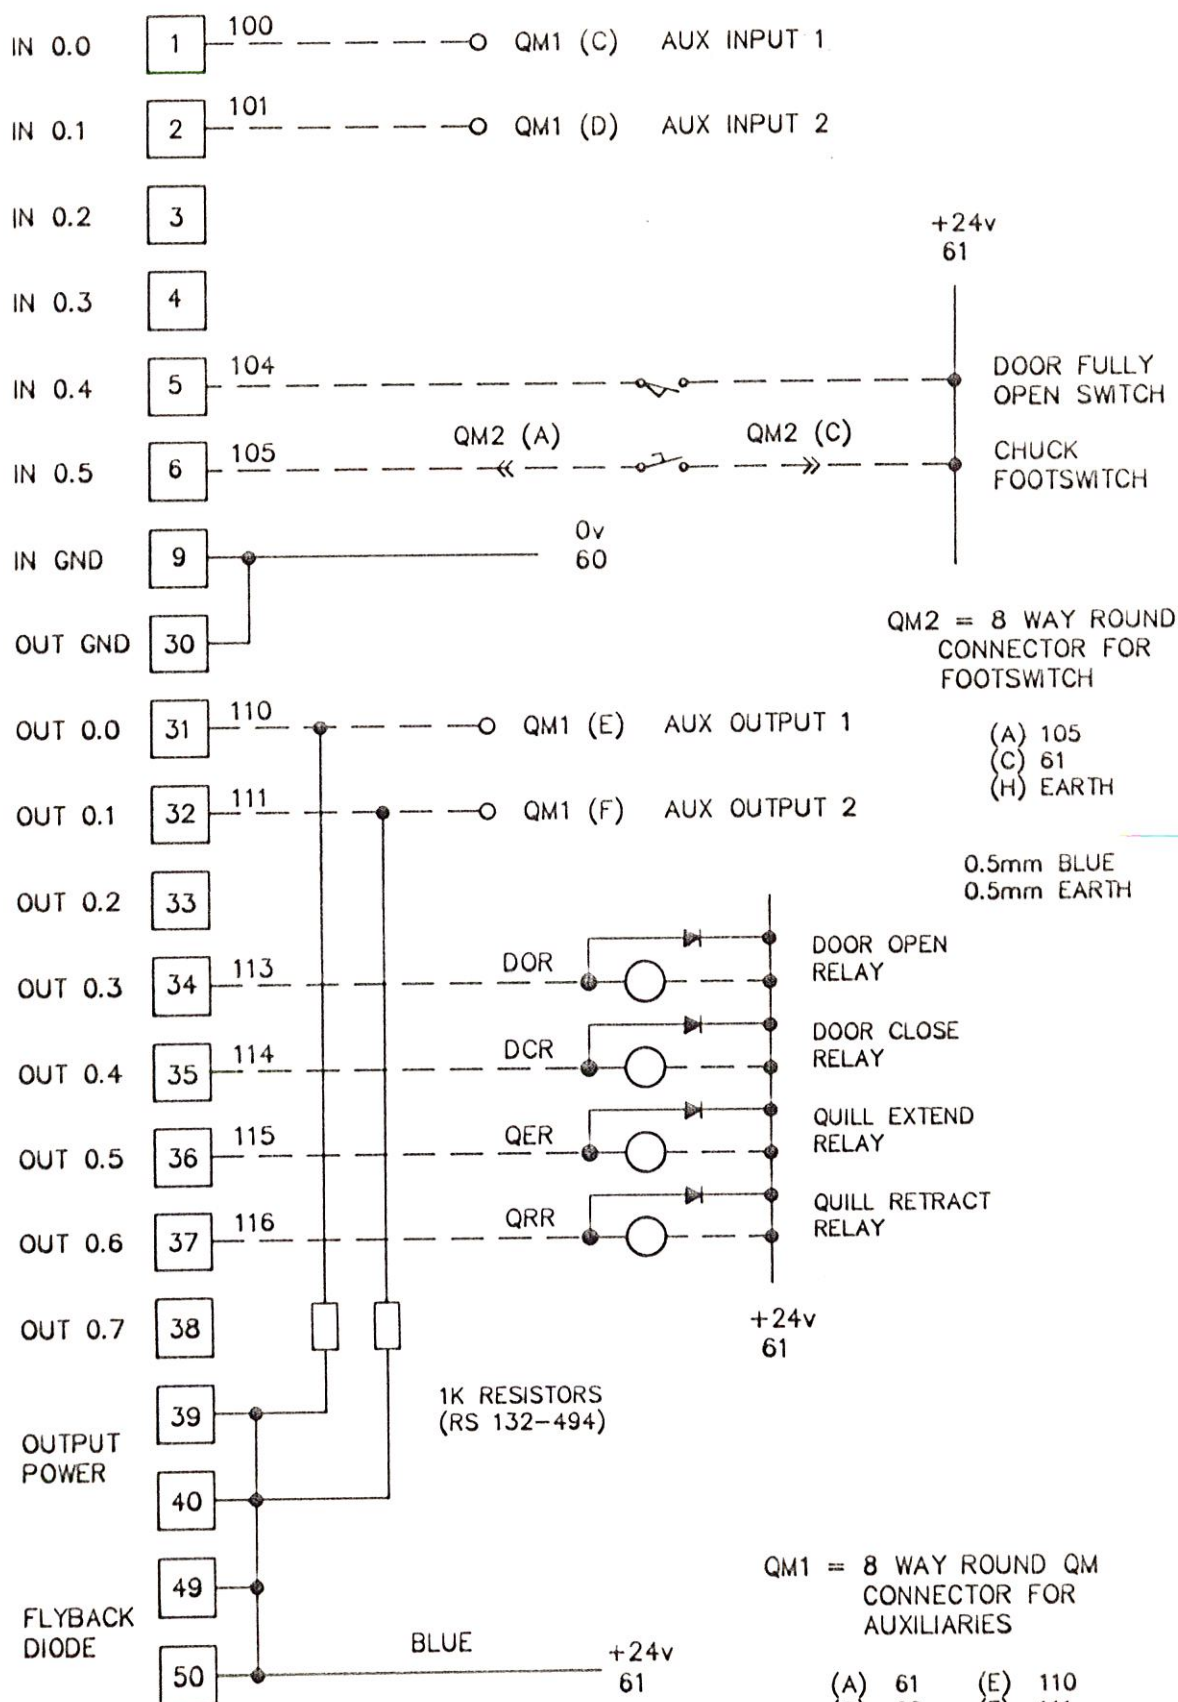 IN 0.0 1 100 QM1 (C) AUX INPUT 1
IN 0.1 2 101 QM1 (D) AUX INPUT 2
IN 0.2 3
+24v
61
IN 0.3 4
IN 0.4 5 104 DOOR FULLY
OPEN SWITCH
IN 0.5 6 105 QM2 (A) QM2 (C) CHUCK
FOOTSWITCH
IN GND 9 0v
60
OUT GND 30
QM2 = 8 WAY ROUND
CONNECTOR FOR
FOOTSWITCH
(A) 105
(C) 61
(H) EARTH
0.5mm BLUE
0.5mm EARTH
OUT 0.0 31 110 QM1 (E) AUX OUTPUT 1
OUT 0.1 32 111 QM1 (F) AUX OUTPUT 2
OUT 0.2 33
OUT 0.3 34 113 DOR DOOR OPEN
RELAY
OUT 0.4 35 114 DCR DOOR CLOSE
RELAY
OUT 0.5 36 115 QER QUILL EXTEND
RELAY
OUT 0.6 37 116 QRR QUILL RETRACT
RELAY
OUT 0.7 38
+24v
61
1K RESISTORS
(RS 132-494)
39
OUTPUT
POWER
40
49
FLYBACK
DIODE
50 BLUE +24v
61
QM1 = 8 WAY ROUND QM
CONNECTOR FOR
AUXILIARIES
(A) 61 (E) 110